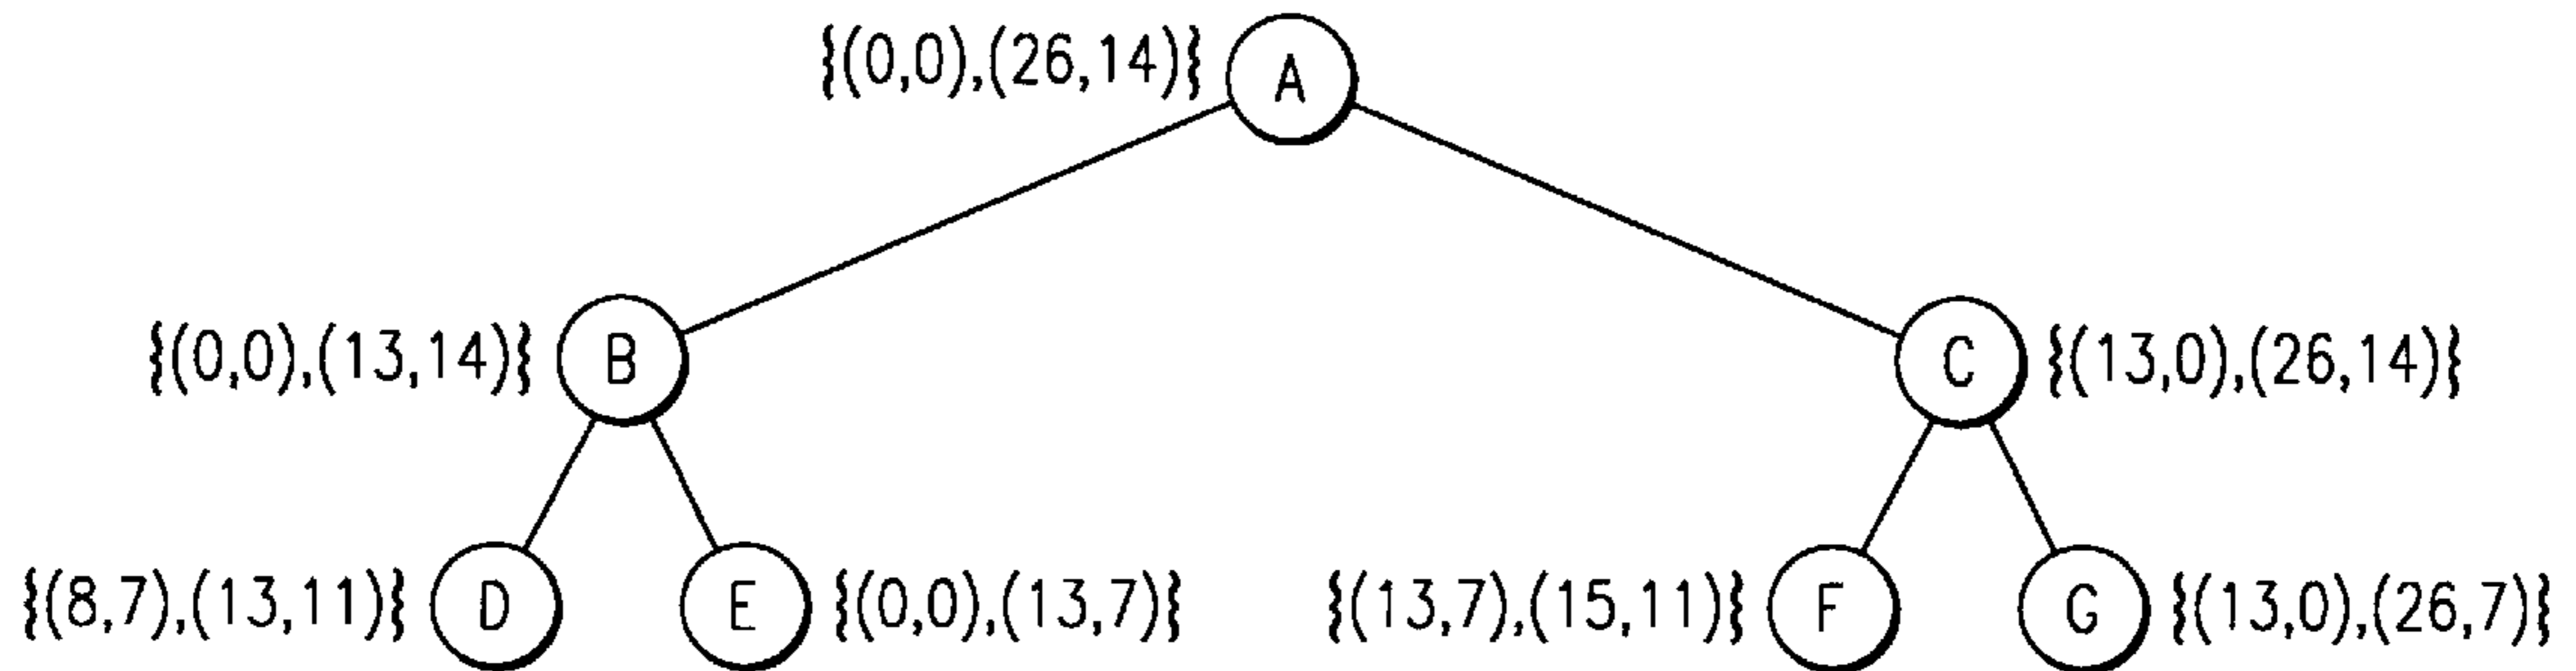 {(0,0),(26,14)} A
{(0,0),(13,14)} B C {(13,0),(26,14)}
{(8,7),(13,11)} D E {(0,0),(13,7)} {(13,7),(15,11)} F G {(13,0),(26,7)}